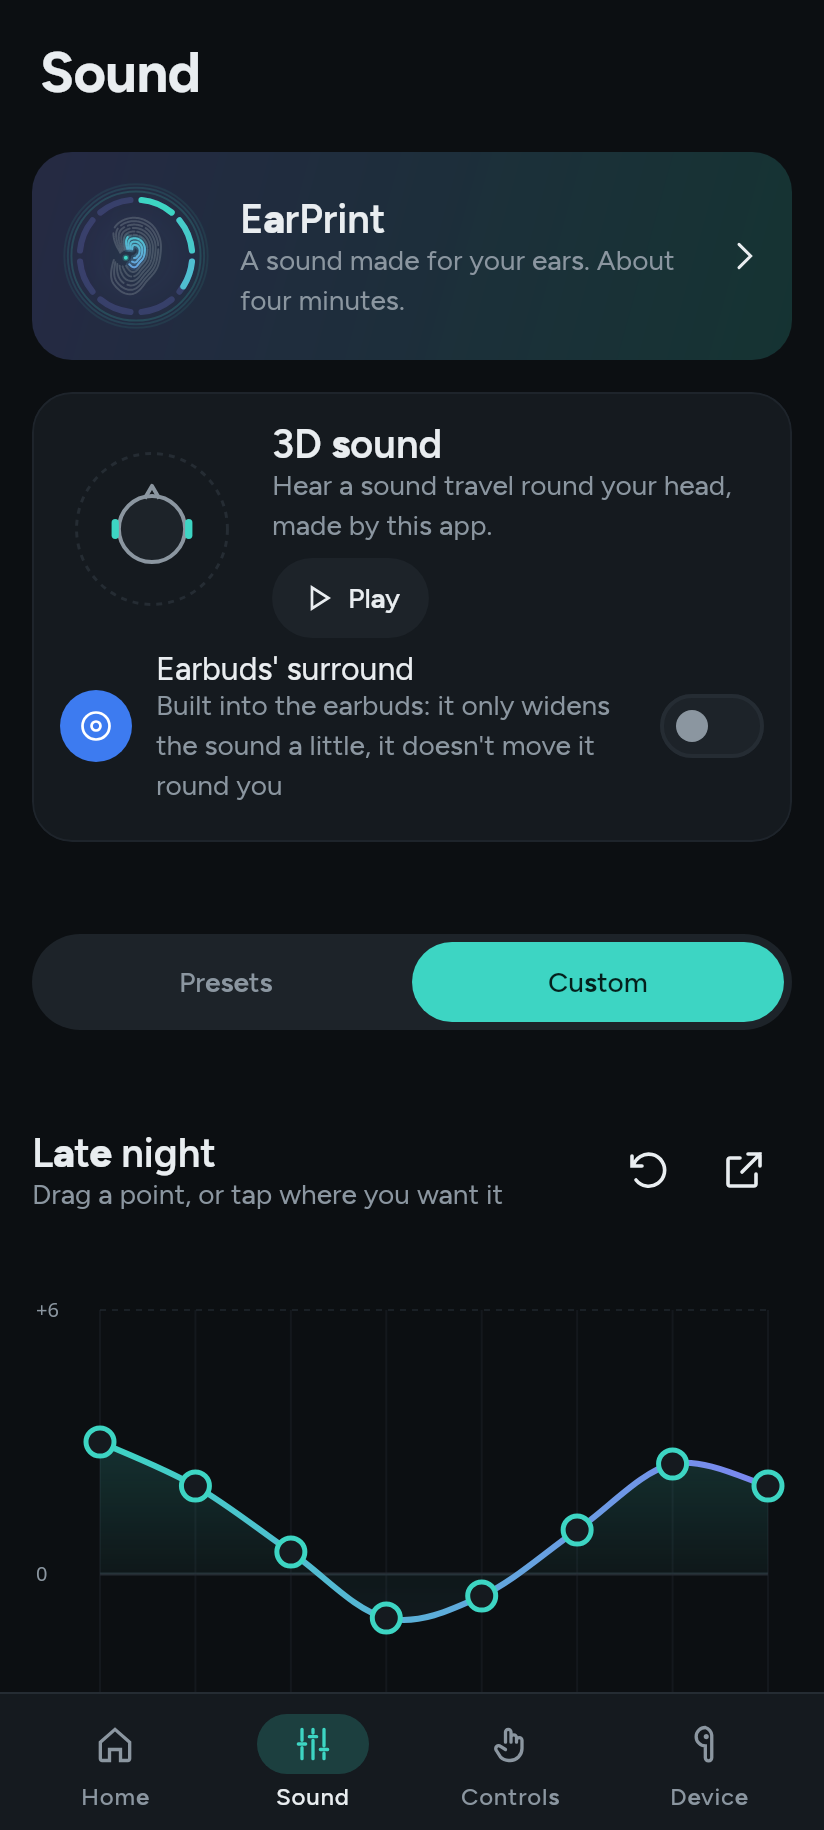 Sound
EarPrint
A sound made for your ears. About
four minutes.
3D sound
Hear a sound travel round your head,
made by this app.
Play
Earbuds' surround
Built into the earbuds: it only widens
the sound a little, it doesn't move it
round you
Presets
Custom
Late night
Drag a point, or tap where you want it
+6
0
Home
Sound
Controls
Device